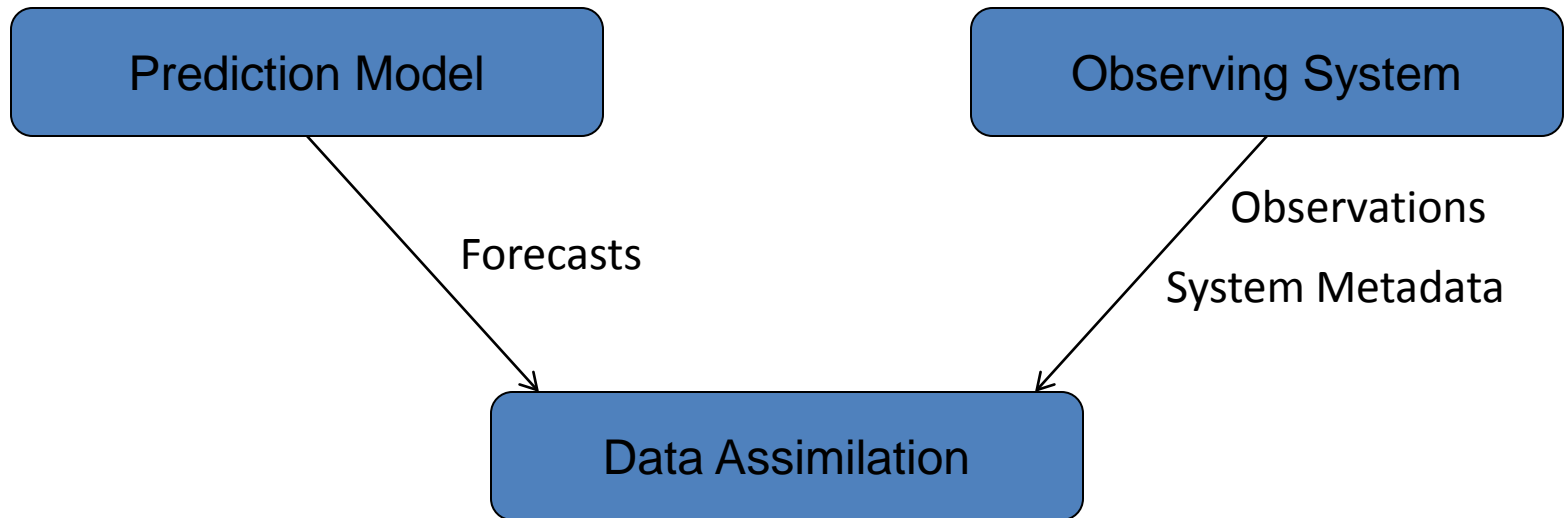 Prediction Model
Observing System
Observations
Forecasts
System Metadata
Data Assimilation